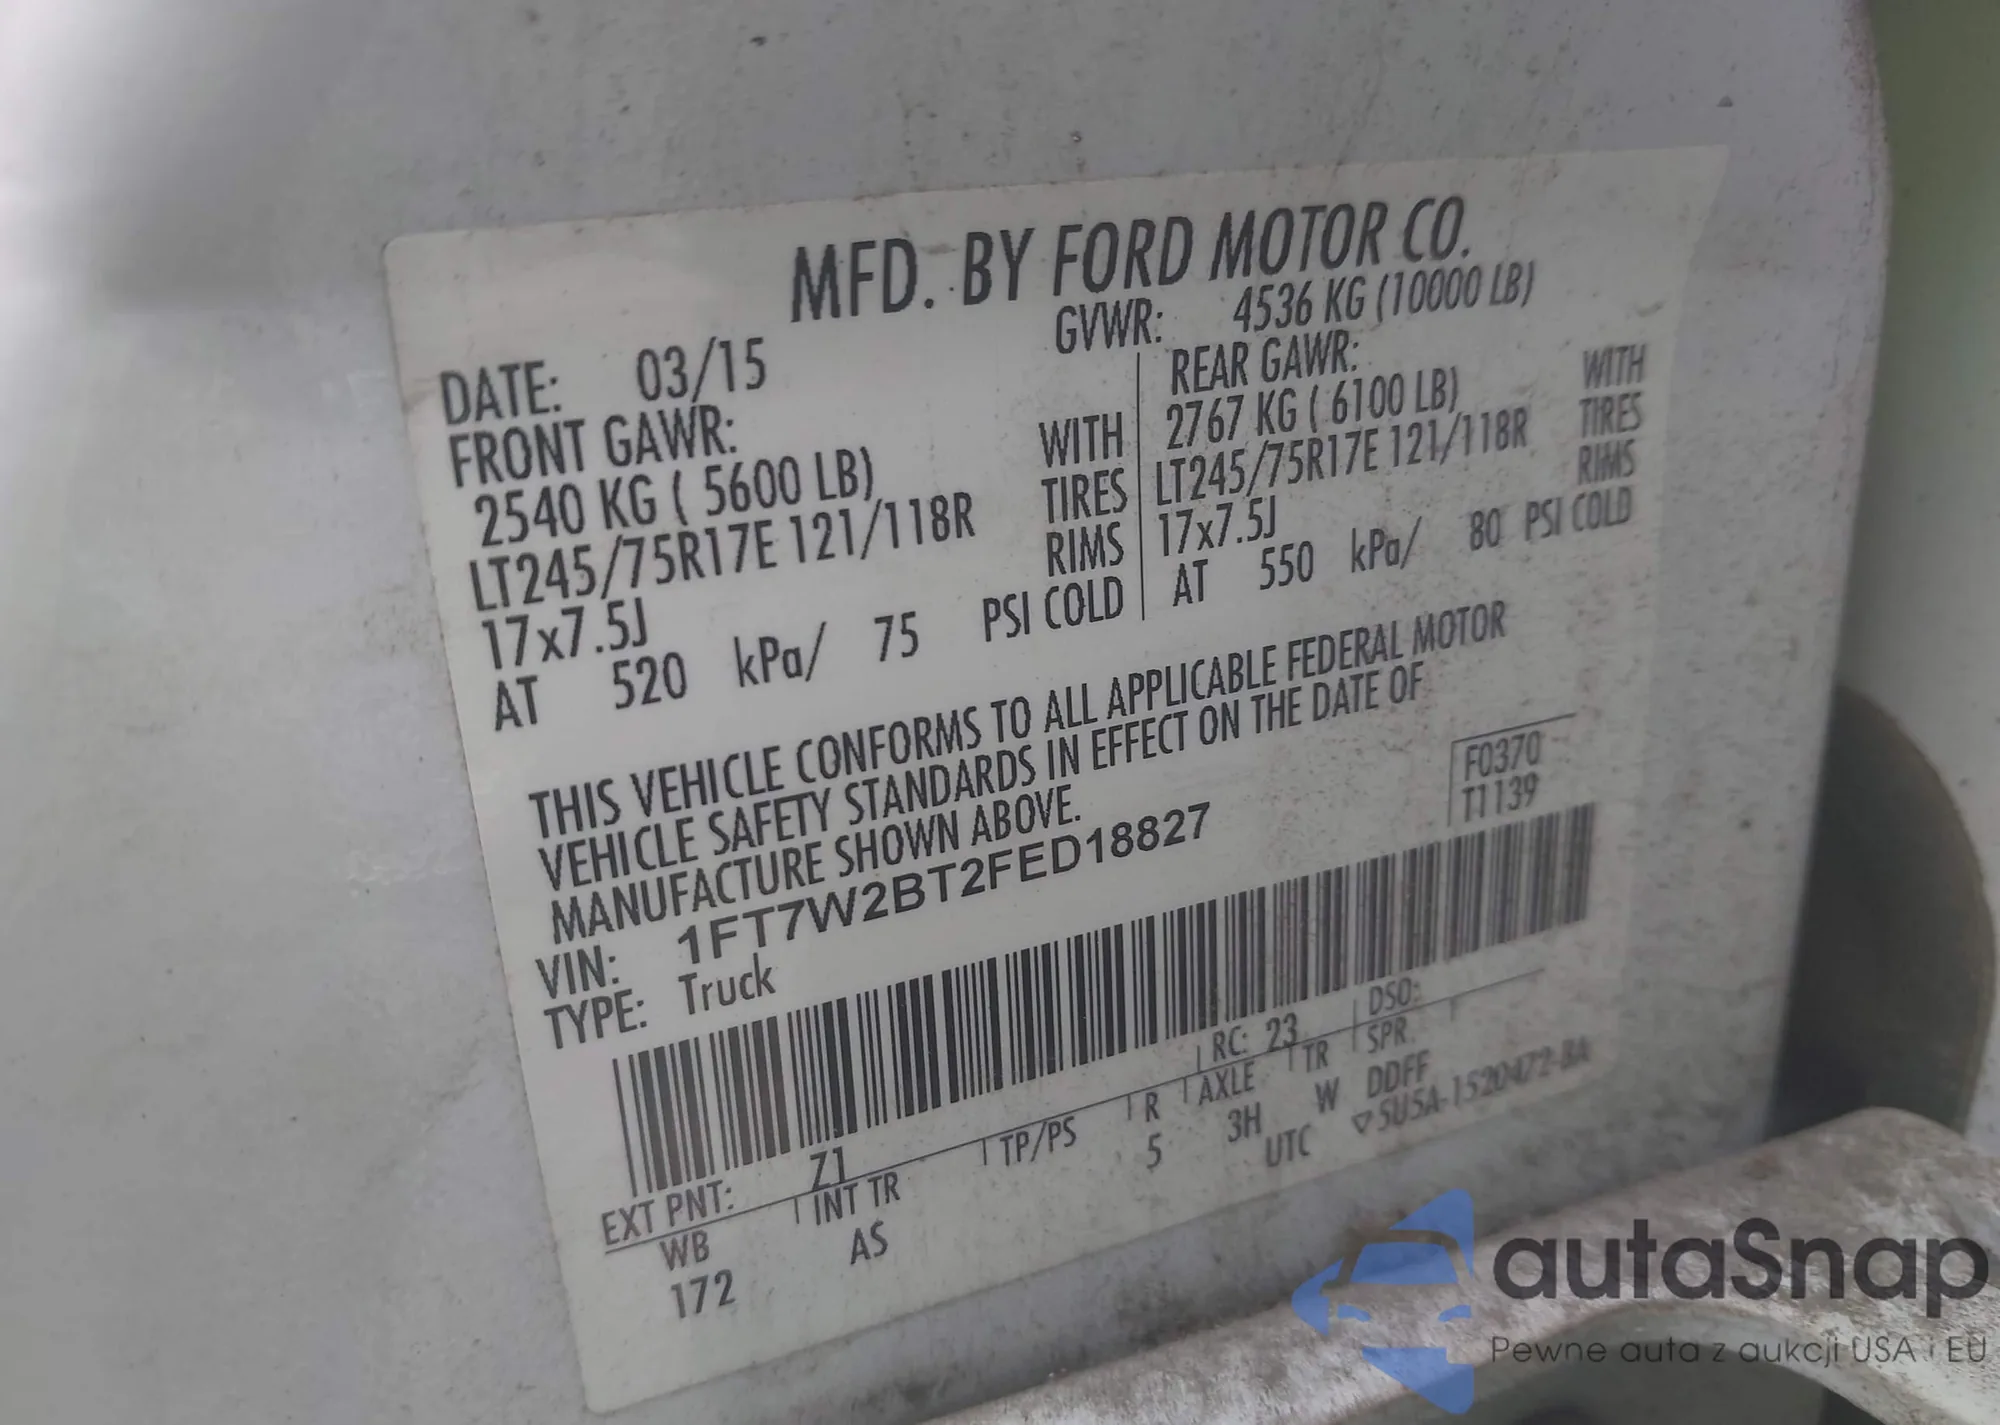 MFD. BY FORD MOTOR CO.
DATE: 03/15 GVWR: 4536 KG (10000 LB)
FRONT GAWR: REAR GAWR:
2540 KG ( 5600 LB) WITH 2767 KG ( 6100 LB) WITH
LT245/75R17E 121/118R TIRES LT245/75R17E 121/118R TIRES
17x7.5J RIMS 17x7.5J RIMS
AT 520 kPa/ 75 PSI COLD AT 550 kPa/ 80 PSI COLD
THIS VEHICLE CONFORMS TO ALL APPLICABLE FEDERAL MOTOR
VEHICLE SAFETY STANDARDS IN EFFECT ON THE DATE OF
MANUFACTURE SHOWN ABOVE.
F0370
T1139
VIN: 1FT7W2BT2FED18827
TYPE: Truck
EXT PNT: Z1 RC: 23 DSO:
WB INT TR TP/PS R AXLE TR SPR
172 AS 5 3H W DDFF
UTC ▽5U5A-1520472-BA
autaSnap
Pewne auta z aukcji USA i EU